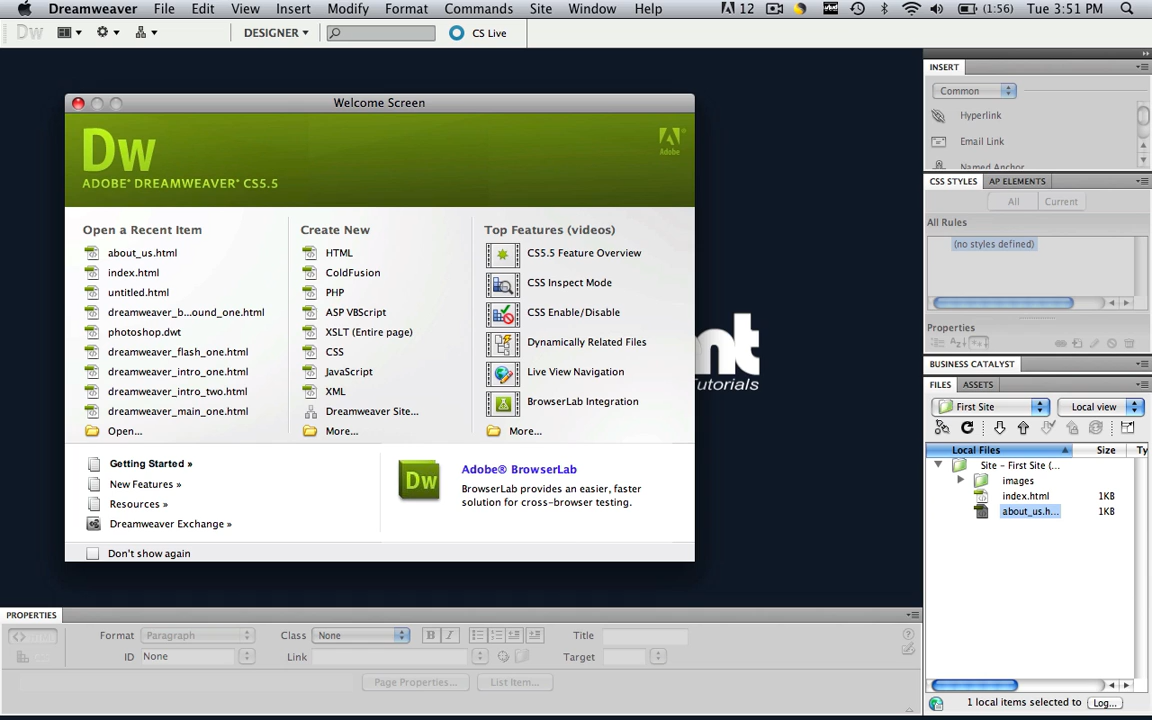 Dreamweaver File Edit View Insert Modify Format Commands Site Window Help 12 (1:56) Tue 3:51 PM
Dw DESIGNER CS Live
INSERT
Common
Hyperlink
Email Link
Named Anchor
CSS STYLES AP ELEMENTS
All Current
All Rules
(no styles defined)
Properties
BUSINESS CATALYST
FILES ASSETS
First Site Local view
Local Files Size Ty
Site - First Site (...
images
index.html 1KB
about_us.h... 1KB
1 local items selected to Log...
Welcome Screen
Dw
ADOBE® DREAMWEAVER® CS5.5
Adobe
Open a Recent Item
about_us.html
index.html
untitled.html
dreamweaver_b...ound_one.html
photoshop.dwt
dreamweaver_flash_one.html
dreamweaver_intro_one.html
dreamweaver_intro_two.html
dreamweaver_main_one.html
Open...
Create New
HTML
ColdFusion
PHP
ASP VBScript
XSLT (Entire page)
CSS
JavaScript
XML
Dreamweaver Site...
More...
Top Features (videos)
CS5.5 Feature Overview
CSS Inspect Mode
CSS Enable/Disable
Dynamically Related Files
Live View Navigation
BrowserLab Integration
More...
Getting Started »
New Features »
Resources »
Dreamweaver Exchange »
Dw
Adobe® BrowserLab
BrowserLab provides an easier, faster
solution for cross-browser testing.
Don't show again
nt
Tutorials
PROPERTIES
Format Paragraph Class None B I Title
ID None Link Target
Page Properties... List Item...